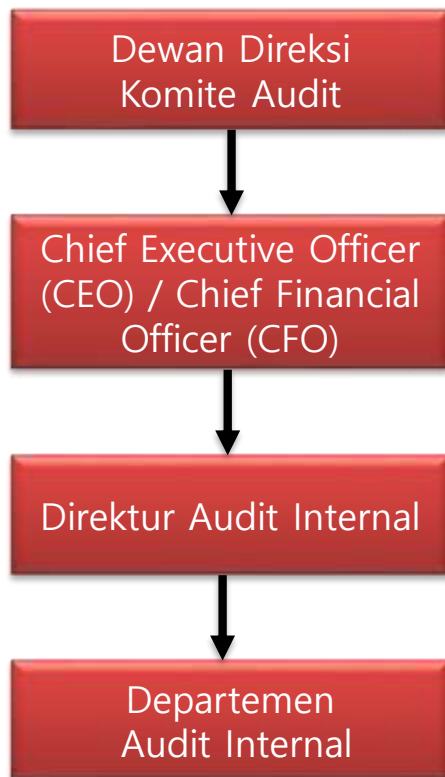 Dewan Direksi
Komite Audit
Chief Executive Officer
(CEO) / Chief Financial
Officer (CFO)
Direktur Audit Internal
Departemen
Audit Internal